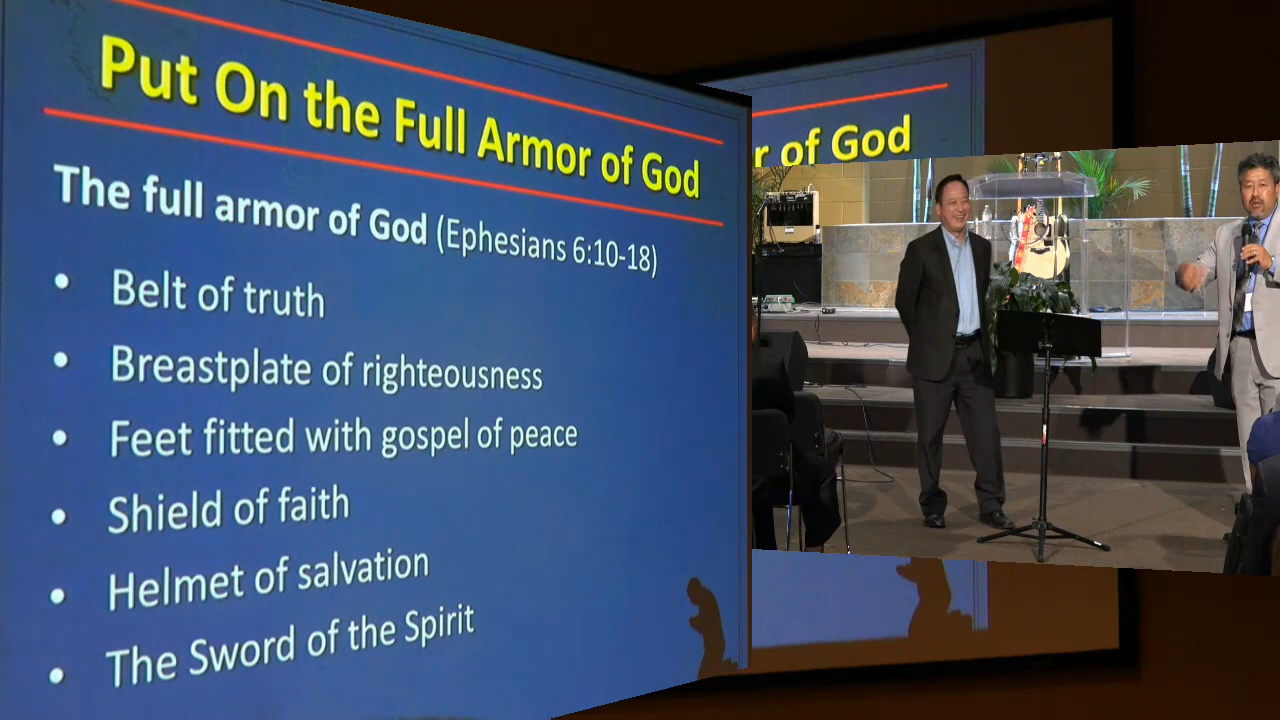 Put On the Full Armor of God
The full armor of God (Ephesians 6:10-18)
• Belt of truth
• Breastplate of righteousness
• Feet fitted with gospel of peace
• Shield of faith
• Helmet of salvation
• The Sword of the Spirit
r of God